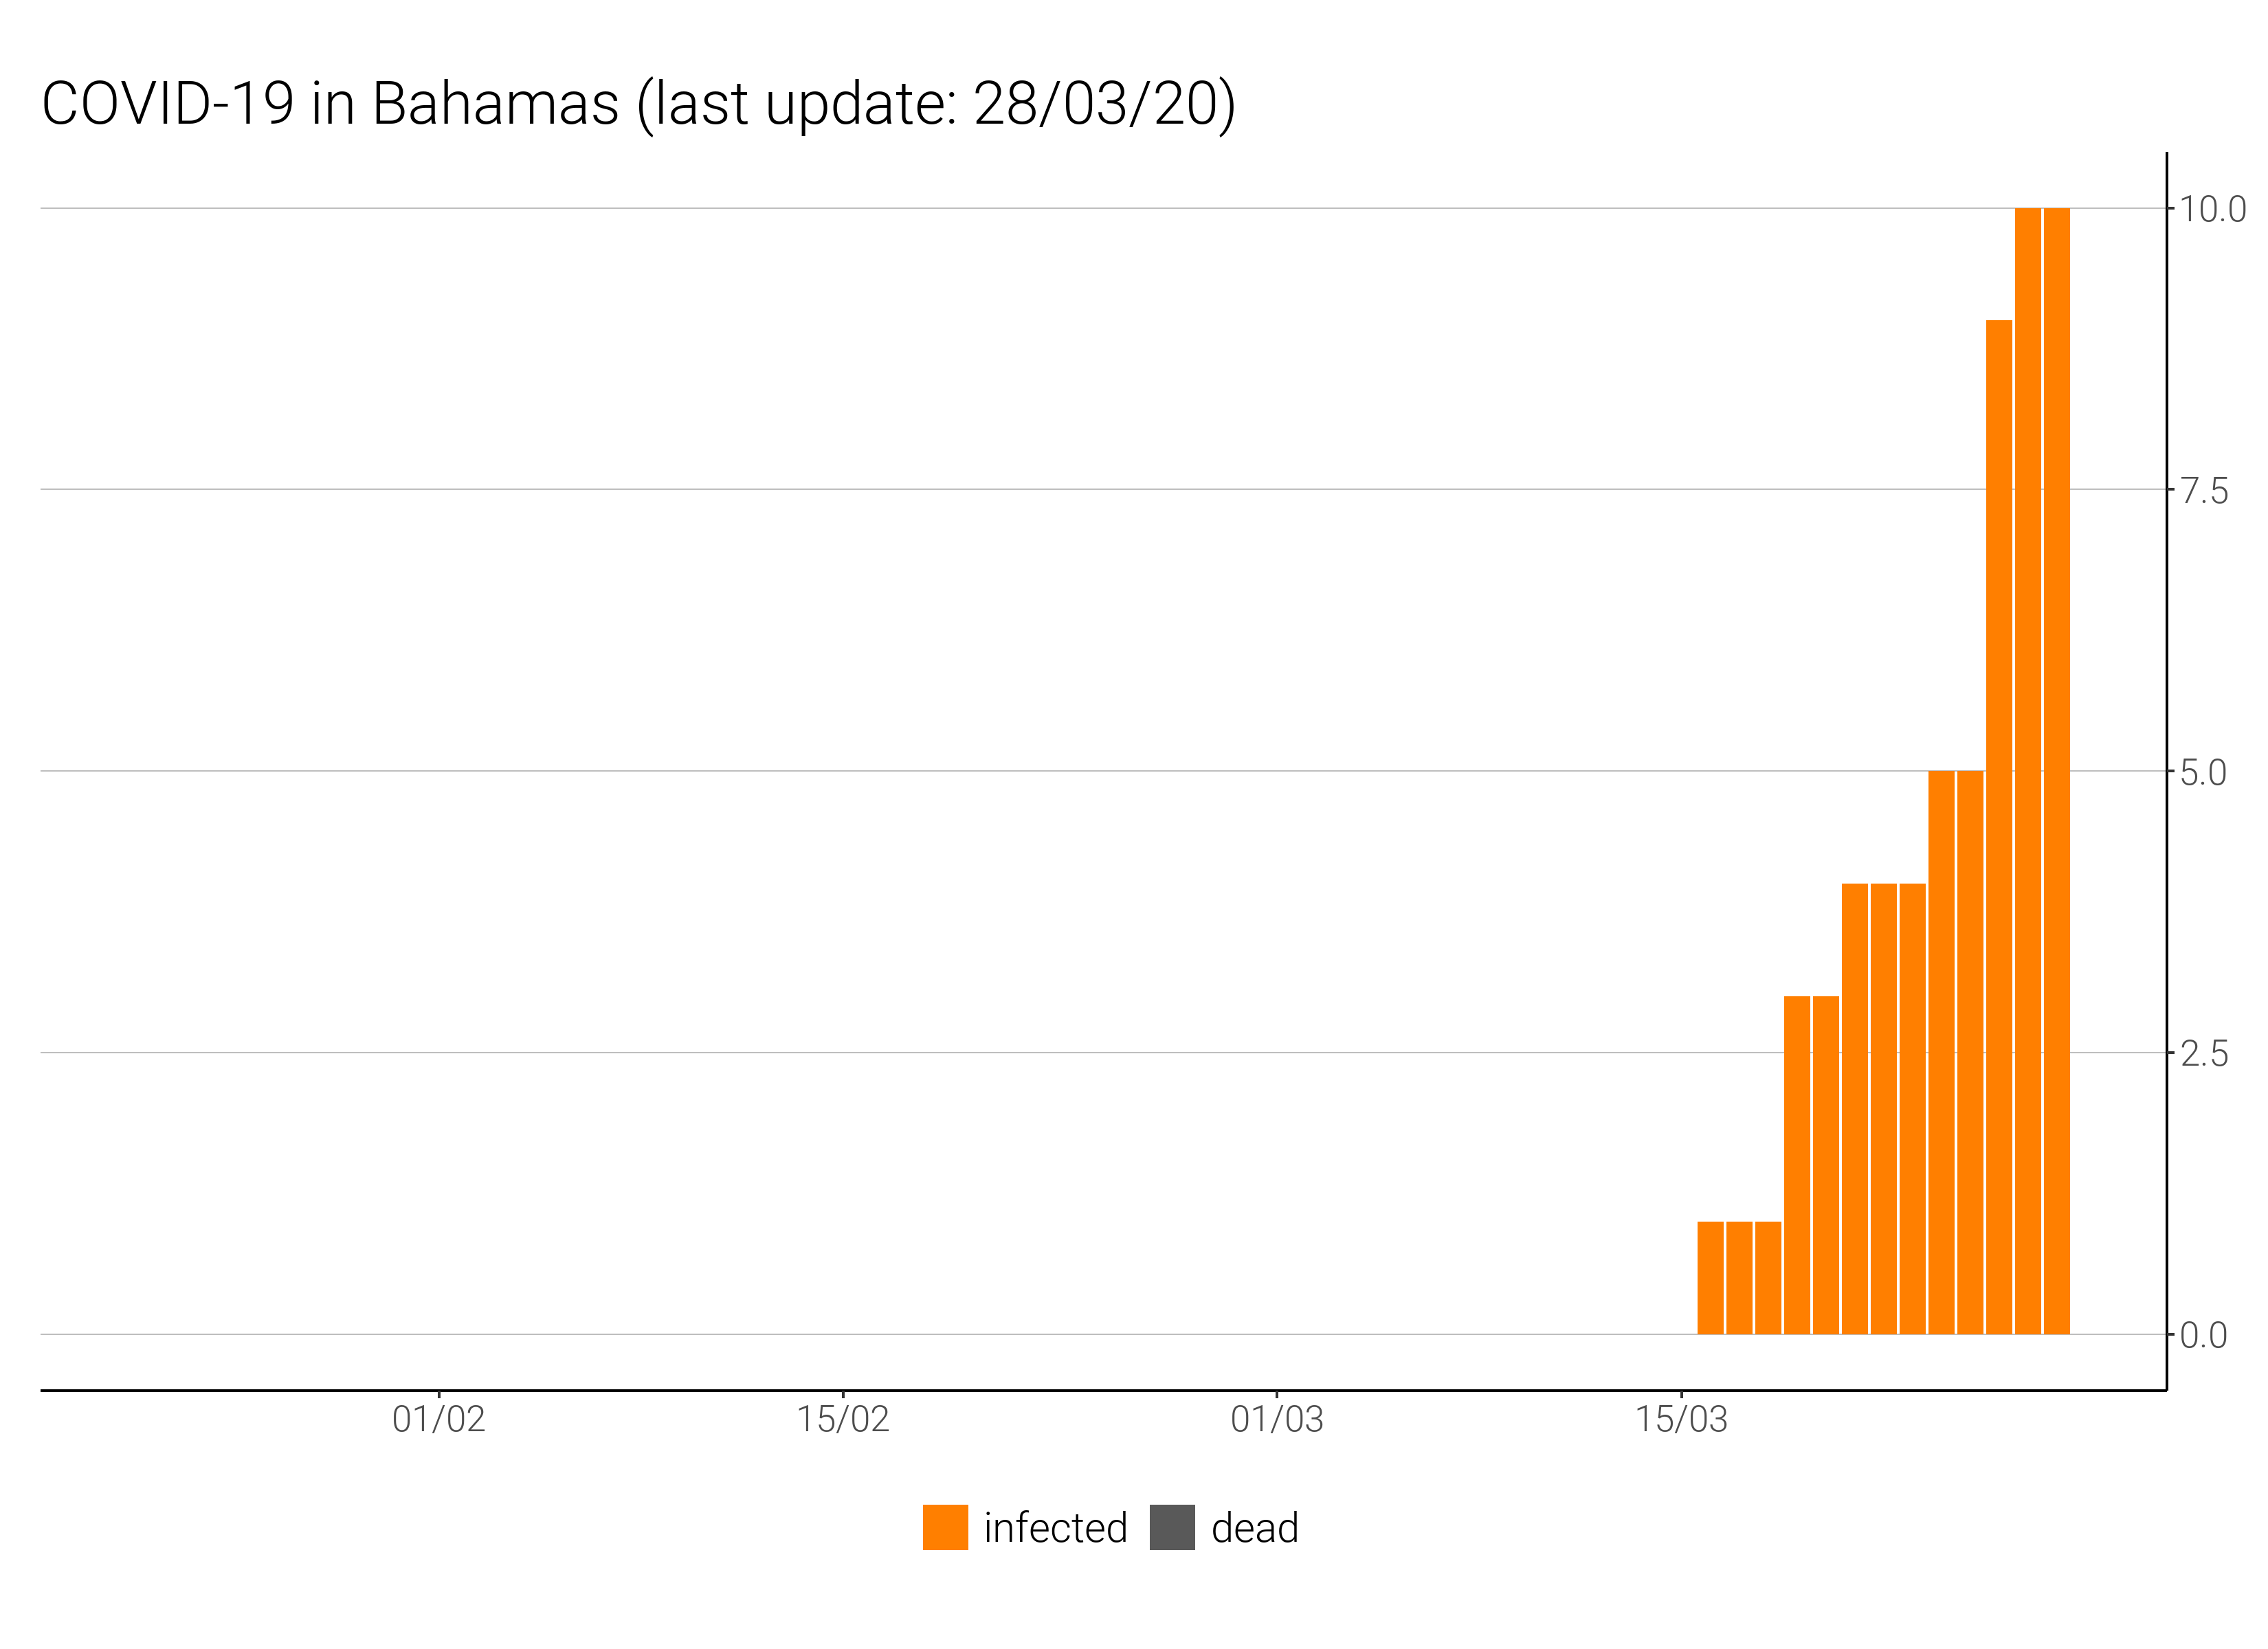 COVID-19 in Bahamas (last update: 28/03/20)
10.0
7.5
5.0
2.5
0.0
01/02 15/02 01/03 15/03
infected dead